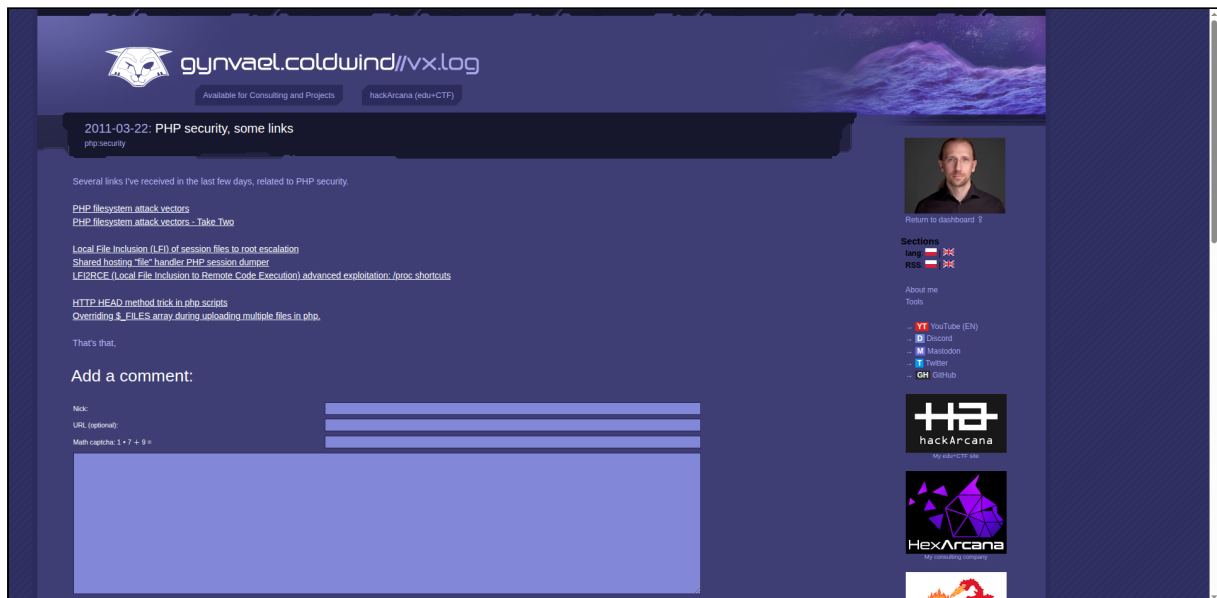 gynvael.coldwind//vx.log
Available for Consulting and Projects
hackArcana (edu+CTF)
2011-03-22: PHP security, some links
php:security
Several links I've received in the last few days, related to PHP security.
PHP filesystem attack vectors
PHP filesystem attack vectors - Take Two
Local File Inclusion (LFI) of session files to root escalation
Shared hosting "file" handler PHP session dumper
LFI2RCE (Local File Inclusion to Remote Code Execution) advanced exploitation: /proc shortcuts
HTTP HEAD method trick in php scripts
Overriding $_FILES array during uploading multiple files in php.
That's that,
Add a comment:
Nick:
URL (optional):
Math captcha: 1 * 7 + 9 =
Return to dashboard ⇧
Sections
lang: |
RSS: |
About me
Tools
→ YT YouTube (EN)
→ D Discord
→ M Mastodon
→ T Twitter
→ GH GitHub
HA
hackArcana
My edu+CTF site
HexArcana
My consulting company